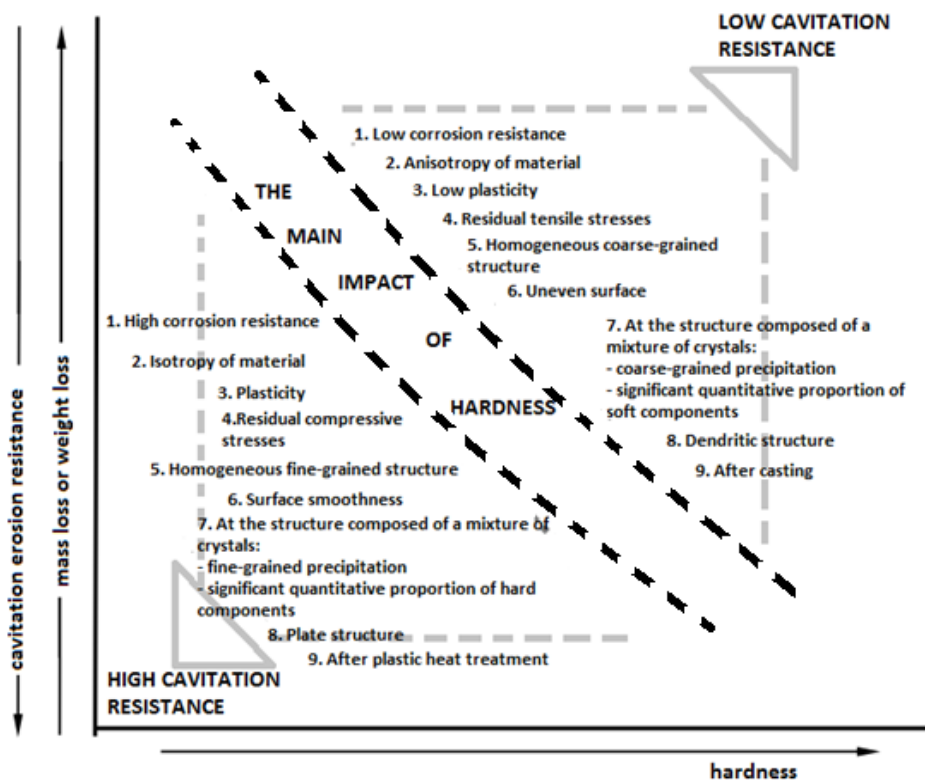 LOW CAVITATION
RESISTANCE
1. Low corrosion resistance
2. Anisotropy of material
3. Low plasticity
4. Residual tensile stresses
5. Homogeneous coarse-grained
structure
6. Uneven surface
7. At the structure composed of a
mixture of crystals:
- coarse-grained precipitation
- significant quantitative proportion of
soft components
8. Dendritic structure
9. After casting
THE
MAIN
IMPACT
OF
HARDNESS
1. High corrosion resistance
2. Isotropy of material
3. Plasticity
4.Residual compressive
stresses
5. Homogeneous fine-grained structure
6. Surface smoothness
7. At the structure composed of a mixture of
crystals:
- fine-grained precipitation
- significant quantitative proportion of hard
components
8. Plate structure
9. After plastic heat treatment
HIGH CAVITATION
RESISTANCE
cavitation erosion resistance
mass loss or weight loss
hardness